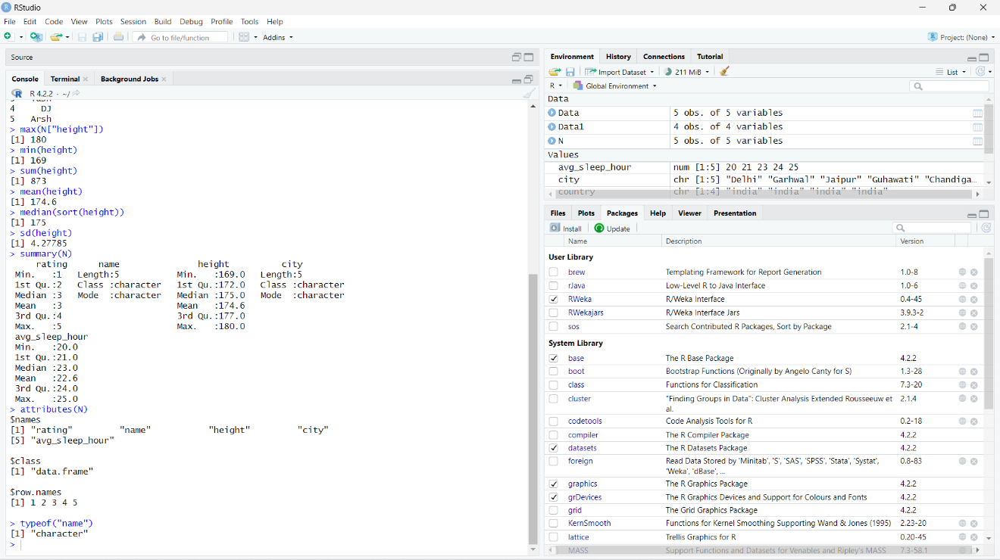 RStudio
File Edit Code View Plots Session Build Debug Profile Tools Help
Go to file/function Addins Project: (None)
Source
Console Terminal Background Jobs
R 4.2.2 · ~/
4 DJ
5 Arsh
> max(N["height"])
[1] 180
> min(height)
[1] 169
> sum(height)
[1] 873
> mean(height)
[1] 174.6
> median(sort(height))
[1] 175
> sd(height)
[1] 4.27785
> summary(N)
rating name height city
Min. :1 Length:5 Min. :169.0 Length:5
1st Qu.:2 Class :character 1st Qu.:172.0 Class :character
Median :3 Mode :character Median :175.0 Mode :character
Mean :3 Mean :174.6
3rd Qu.:4 3rd Qu.:177.0
Max. :5 Max. :180.0
avg_sleep_hour
Min. :20.0
1st Qu.:21.0
Median :23.0
Mean :22.6
3rd Qu.:24.0
Max. :25.0
> attributes(N)
$names
[1] "rating" "name" "height" "city"
[5] "avg_sleep_hour"
$class
[1] "data.frame"
$row.names
[1] 1 2 3 4 5
> typeof("name")
[1] "character"
>
Environment History Connections Tutorial
Import Dataset 211 MiB List
R Global Environment
Data
Data 5 obs. of 5 variables
Data1 4 obs. of 4 variables
N 5 obs. of 5 variables
Values
avg_sleep_hour num [1:5] 20 21 23 24 25
city chr [1:5] "Delhi" "Garhwal" "Jaipur" "Guhawati" "Chandiga…
country chr [1:4] "india" "india" "india" "india"
Files Plots Packages Help Viewer Presentation
Install Update
Name Description Version
User Library
brew Templating Framework for Report Generation 1.0-8
rJava Low-Level R to Java Interface 1.0-6
RWeka R/Weka Interface 0.4-45
RWekajars R/Weka Interface Jars 3.9.3-2
sos Search Contributed R Packages, Sort by Package 2.1-4
System Library
base The R Base Package 4.2.2
boot Bootstrap Functions (Originally by Angelo Canty for S) 1.3-28
class Functions for Classification 7.3-20
cluster "Finding Groups in Data": Cluster Analysis Extended Rousseeuw et 2.1.4
al.
codetools Code Analysis Tools for R 0.2-18
compiler The R Compiler Package 4.2.2
datasets The R Datasets Package 4.2.2
foreign Read Data Stored by 'Minitab', 'S', 'SAS', 'SPSS', 'Stata', 'Systat', 0.8-83
'Weka', 'dBase', ...
graphics The R Graphics Package 4.2.2
grDevices The R Graphics Devices and Support for Colours and Fonts 4.2.2
grid The Grid Graphics Package 4.2.2
KernSmooth Functions for Kernel Smoothing Supporting Wand & Jones (1995) 2.23-20
lattice Trellis Graphics for R 0.20-45
MASS Support Functions and Datasets for Venables and Ripley's MASS 7.3-58.1